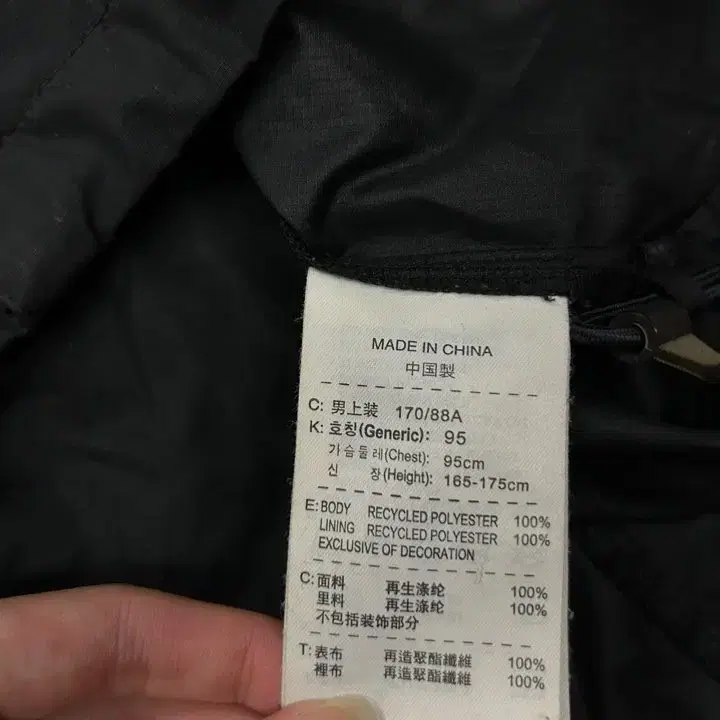 MADE IN CHINA
中国製
C: 男上装 170/88A
K: 호칭(Generic): 95
가슴둘레(Chest): 95cm
신 장(Height): 165-175cm
E: BODY RECYCLED POLYESTER 100%
LINING RECYCLED POLYESTER 100%
EXCLUSIVE OF DECORATION
C: 面料 再生涤纶 100%
里料 再生涤纶 100%
不包括装饰部分
T: 表布 再造聚酯纖維 100%
裡布 再造聚酯纖維 100%